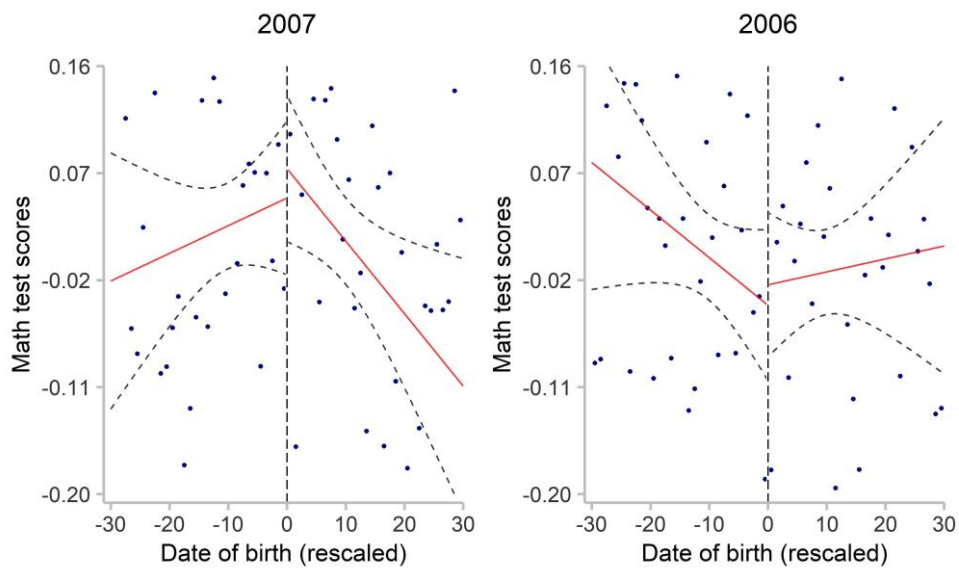 2007
0.16
0.07
-0.02
-0.11
-0.20
Math test scores
-30 -20 -10 0 10 20 30
Date of birth (rescaled)
2006
0.16
0.07
-0.02
-0.11
-0.20
Math test scores
-30 -20 -10 0 10 20 30
Date of birth (rescaled)